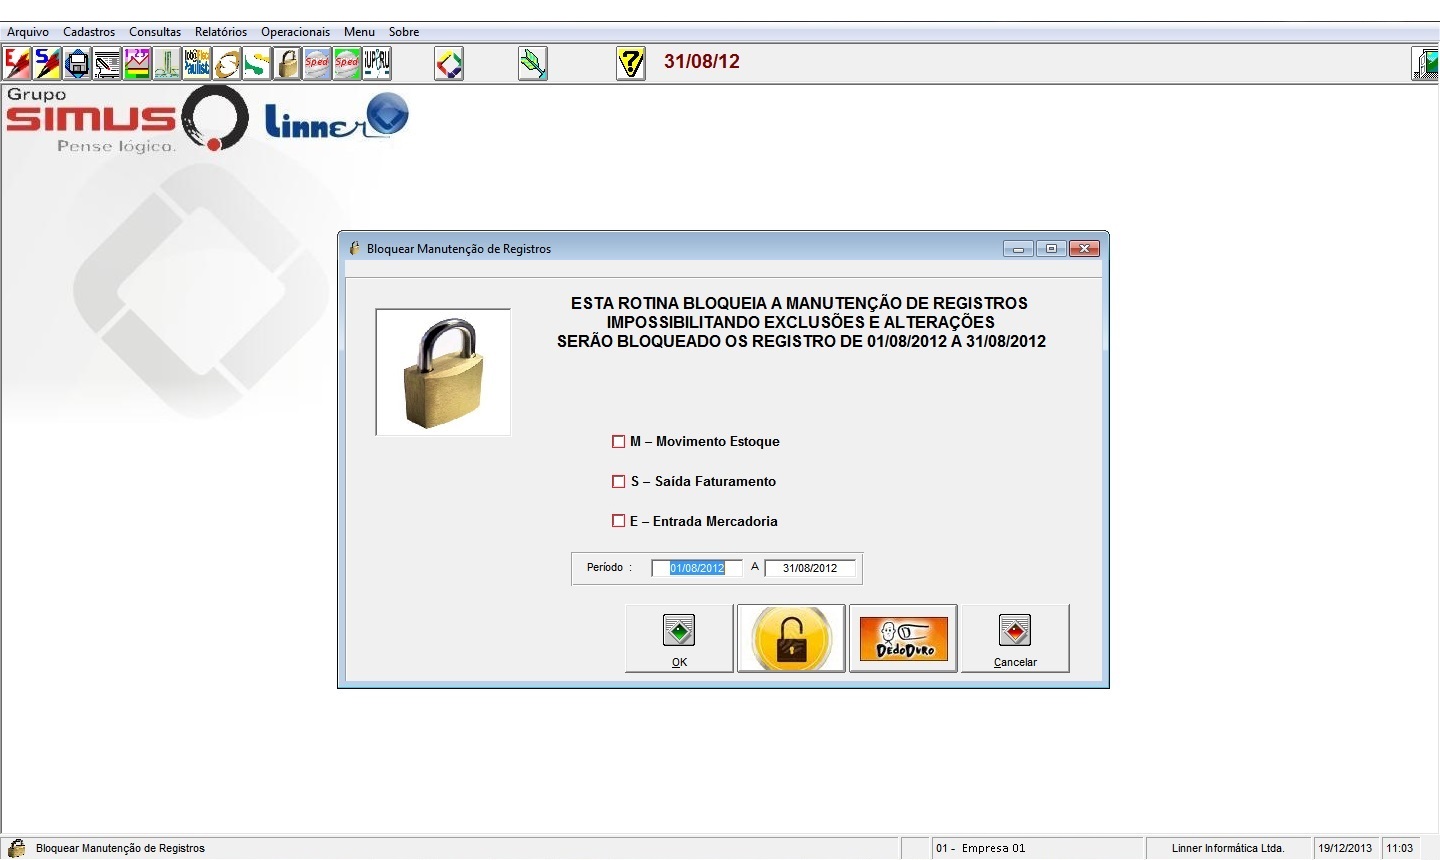 Arquivo Cadastros Consultas Relatórios Operacionais Menu Sobre
Sped Sped
31/08/12
Grupo
SIMUS
Pense lógico.
Linner
Bloquear Manutenção de Registros
ESTA ROTINA BLOQUEIA A MANUTENÇÃO DE REGISTROS
IMPOSSIBILITANDO EXCLUSÕES E ALTERAÇÕES
SERÃO BLOQUEADO OS REGISTRO DE 01/08/2012 A 31/08/2012
M – Movimento Estoque
S – Saída Faturamento
E – Entrada Mercadoria
Período : 01/08/2012 A 31/08/2012
OK
DEdoDuRo
Cancelar
Bloquear Manutenção de Registros 01 - Empresa 01 Linner Informática Ltda. 19/12/2013 11:03